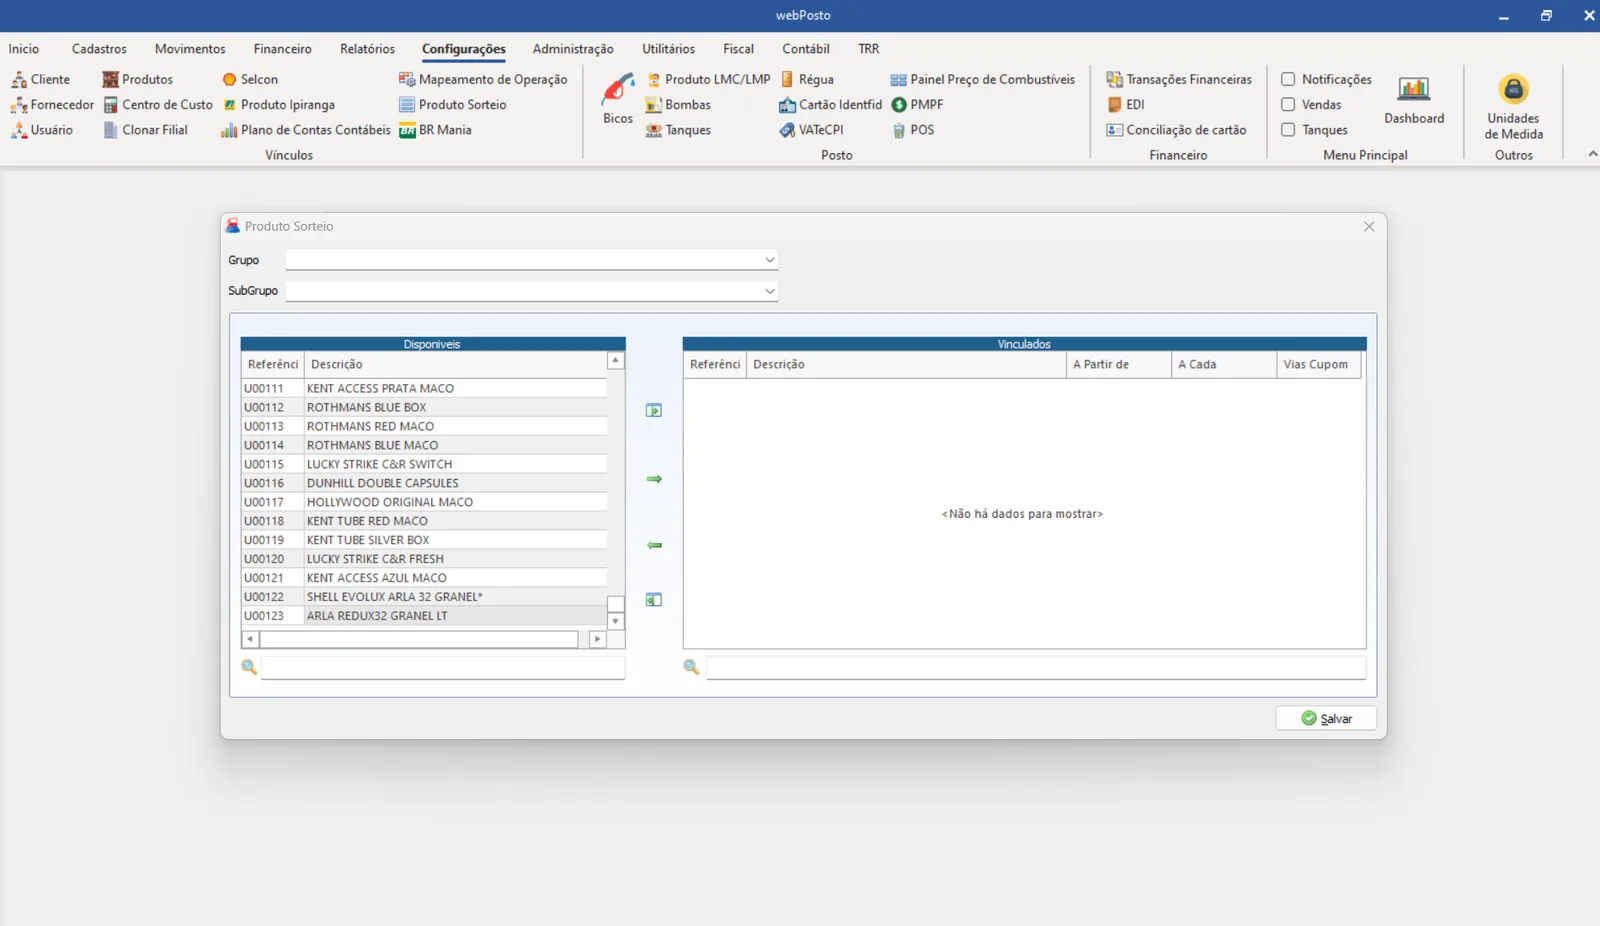 webPosto
Inicio Cadastros Movimentos Financeiro Relatórios Configurações Administração Utilitários Fiscal Contábil TRR
Cliente Produtos Selcon Mapeamento de Operação Produto LMC/LMP Régua Painel Preço de Combustíveis Transações Financeiras Notificações
Fornecedor Centro de Custo Produto Ipiranga Produto Sorteio Bombas Cartão Identfid PMPF EDI Vendas
Bicos Dashboard Unidades
Usuário Clonar Filial Plano de Contas Contábeis BR Mania Tanques VATeCPI POS Conciliação de cartão Tanques de Medida
Vínculos Posto Financeiro Menu Principal Outros
Produto Sorteio
Grupo
SubGrupo
Disponiveis Vinculados
Referênci Descrição Referênci Descrição A Partir de A Cada Vias Cupom
U00111 KENT ACCESS PRATA MACO
U00112 ROTHMANS BLUE BOX
U00113 ROTHMANS RED MACO
U00114 ROTHMANS BLUE MACO
U00115 LUCKY STRIKE C&R SWITCH
U00116 DUNHILL DOUBLE CAPSULES
U00117 HOLLYWOOD ORIGINAL MACO
<Não há dados para mostrar>
U00118 KENT TUBE RED MACO
U00119 KENT TUBE SILVER BOX
U00120 LUCKY STRIKE C&R FRESH
U00121 KENT ACCESS AZUL MACO
U00122 SHELL EVOLUX ARLA 32 GRANEL*
U00123 ARLA REDUX32 GRANEL LT
Salvar